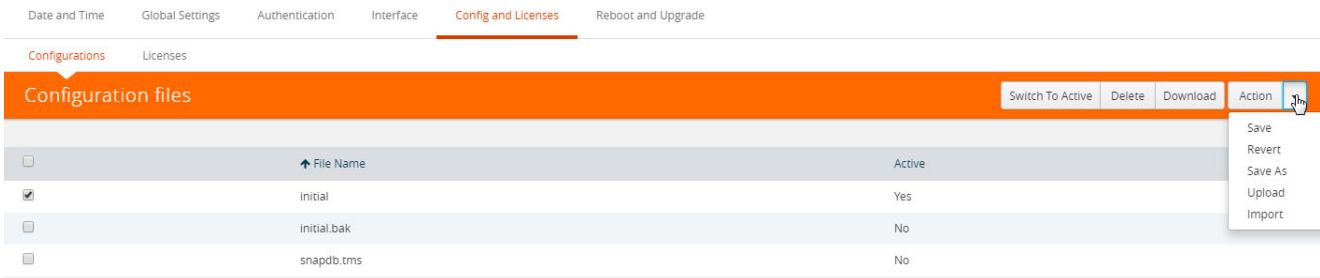 Date and Time Global Settings Authentication Interface Config and Licenses Reboot and Upgrade
Configurations Licenses
Configuration files Switch To Active Delete Download Action
Save
Revert
Save As
Upload
Import
File Name Active
initial Yes
initial.bak No
snapdb.tms No